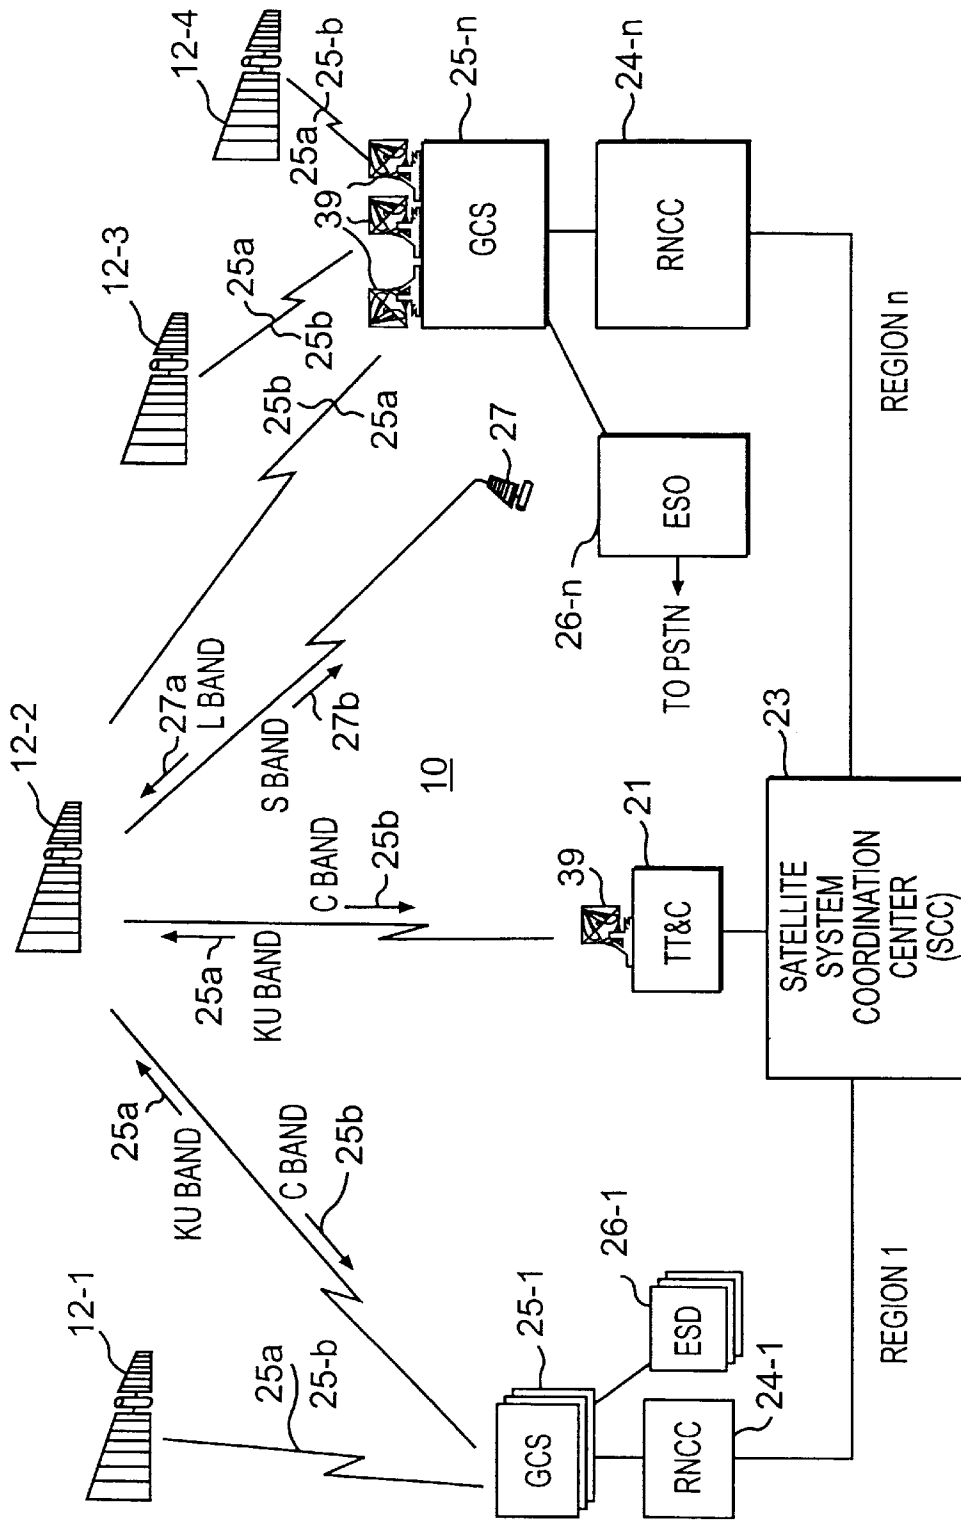 12-1
12-2
12-3
12-4
25a
25-b
25a
KU BAND
C BAND
25b
25a
KU BAND
C BAND
25b
27a
L BAND
S BAND
27b
25b
25a
25a
25b
25a
25-b
10
27
39
39
GCS
25-1
ESD
26-1
RNCC
24-1
TT&C
21
GCS
25-n
ESO
26-n
TO PSTN
RNCC
24-n
SATELLITE
SYSTEM
COORDINATION
CENTER
(SCC)
23
REGION 1
REGION n